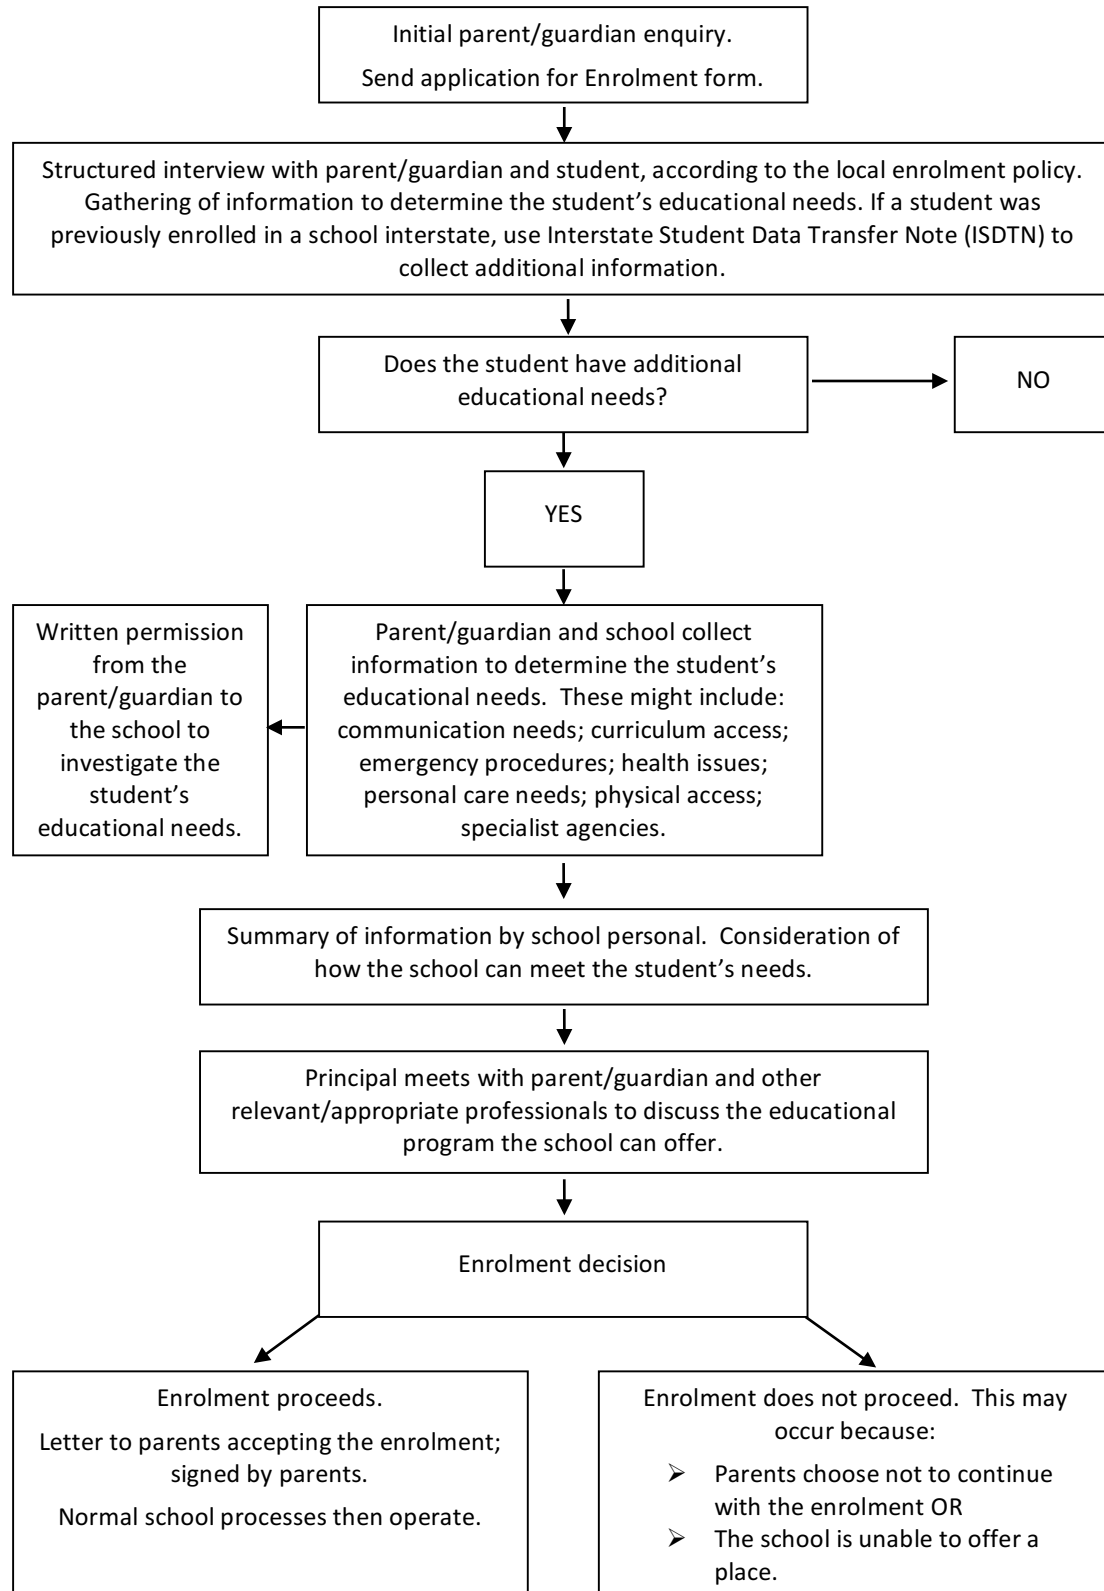 Initial parent/guardian enquiry.
Send application for Enrolment form.
Structured interview with parent/guardian and student, according to the local enrolment policy.
Gathering of information to determine the student’s educational needs. If a student was
previously enrolled in a school interstate, use Interstate Student Data Transfer Note (ISDTN) to
collect additional information.
Does the student have additional
educational needs?
NO
YES
Written permission
from the
parent/guardian to
the school to
investigate the
student’s
educational needs.
Parent/guardian and school collect
information to determine the student’s
educational needs.  These might include:
communication needs; curriculum access;
emergency procedures; health issues;
personal care needs; physical access;
specialist agencies.
Summary of information by school personal.  Consideration of
how the school can meet the student’s needs.
Principal meets with parent/guardian and other
relevant/appropriate professionals to discuss the educational
program the school can offer.
Enrolment decision
Enrolment proceeds.
Letter to parents accepting the enrolment;
signed by parents.
Normal school processes then operate.
Enrolment does not proceed.  This may
occur because:
➢ Parents choose not to continue
with the enrolment OR
➢ The school is unable to offer a
place.